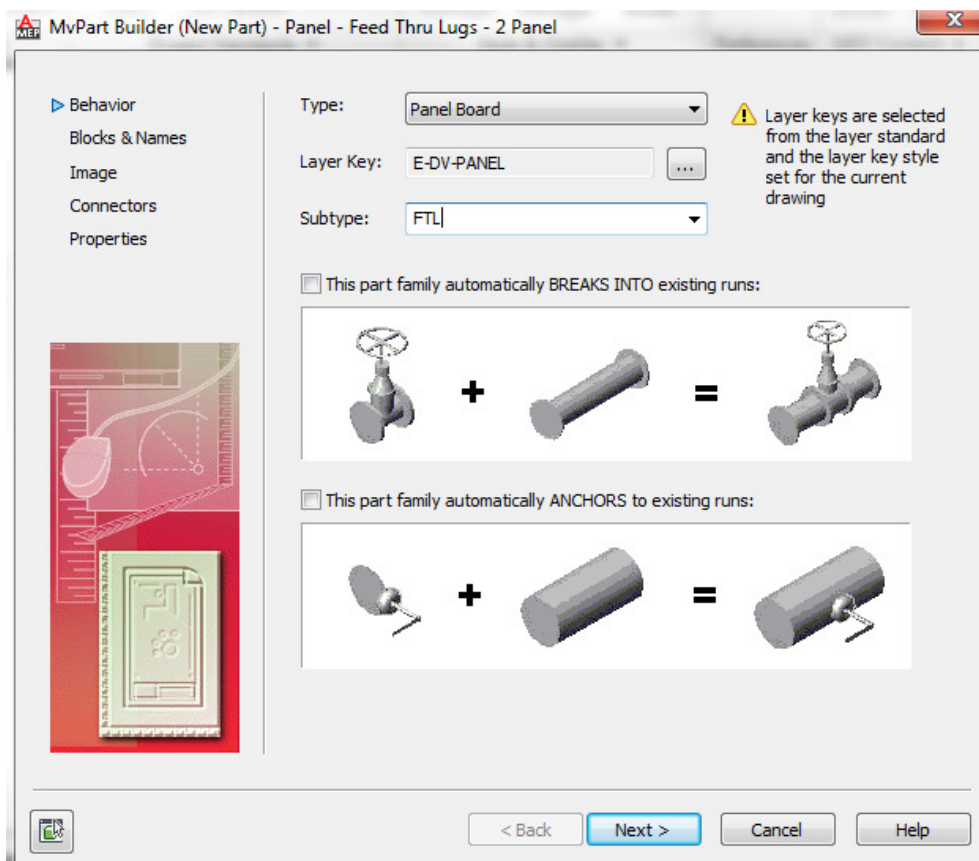 MvPart Builder (New Part) - Panel - Feed Thru Lugs - 2 Panel
X
Behavior
Blocks & Names
Image
Connectors
Properties
Type:
Panel Board
Layer Key:
E-DV-PANEL
...
Subtype:
FTL
Layer keys are selected
from the layer standard
and the layer key style
set for the current
drawing
This part family automatically BREAKS INTO existing runs:
+
=
This part family automatically ANCHORS to existing runs:
+
=
< Back
Next >
Cancel
Help